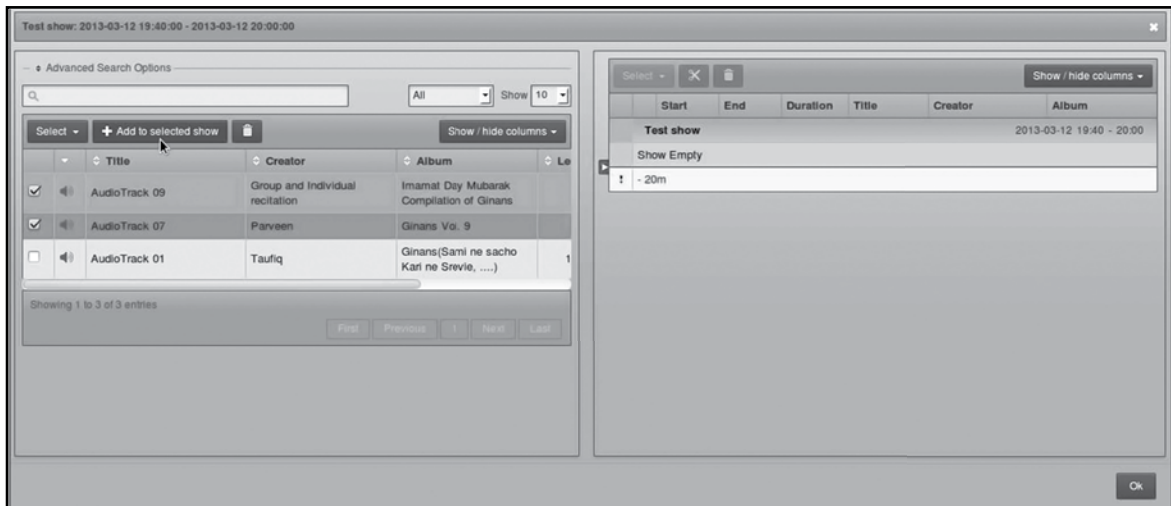 Test show: 2013-03-12 19:40:00 - 2013-03-12 20:00:00
Advanced Search Options
All Show 10
Select + Add to selected show Show / hide columns
Title Creator Album Le
AudioTrack 09 Group and Individual recitation Imamat Day Mubarak Compilation of Ginans
AudioTrack 07 Parveen Ginans Vol. 9
AudioTrack 01 Taufiq Ginans(Sami ne sacho Kari ne Srevie, ....) 1
Showing 1 to 3 of 3 entries
First Previous 1 Next Last
Select Show / hide columns
Start End Duration Title Creator Album
Test show 2013-03-12 19:40 - 20:00
Show Empty
! - 20m
Ok